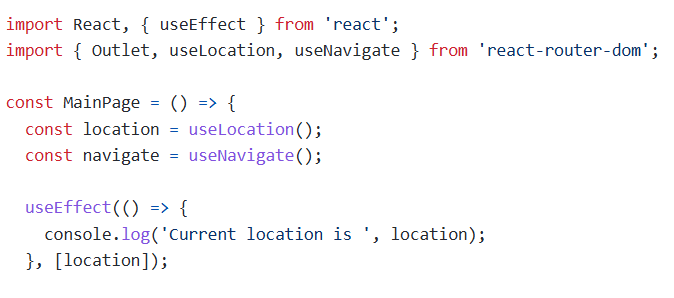 import React, { useEffect } from 'react';
import { Outlet, useLocation, useNavigate } from 'react-router-dom';

const MainPage = () => {
  const location = useLocation();
  const navigate = useNavigate();

  useEffect(() => {
    console.log('Current location is ', location);
  }, [location]);